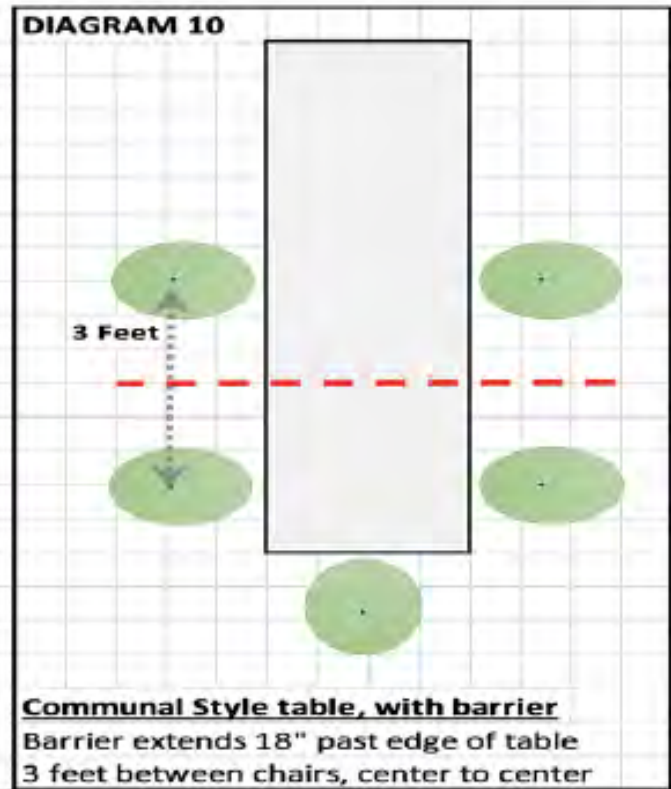 DIAGRAM 10
3 Feet
Communal Style table, with barrier
Barrier extends 18" past edge of table
3 feet between chairs, center to center